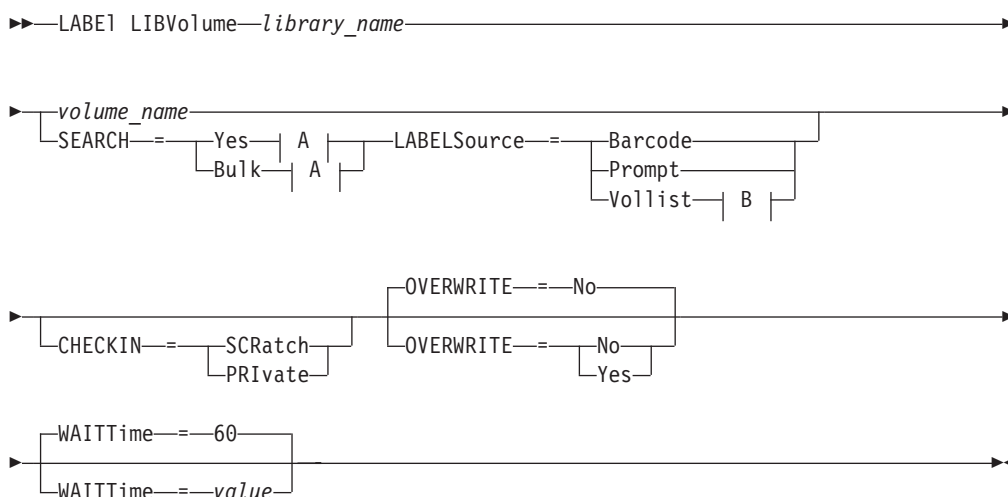 LABEl LIBVolume library_name
volume_name
SEARCH = Yes A LABELSource = Barcode
Bulk A Prompt
Vollist B
OVERWRITE = No
CHECKIN = SCRatch OVERWRITE = No
PRIvate Yes
WAITTime = 60
WAITTime = value